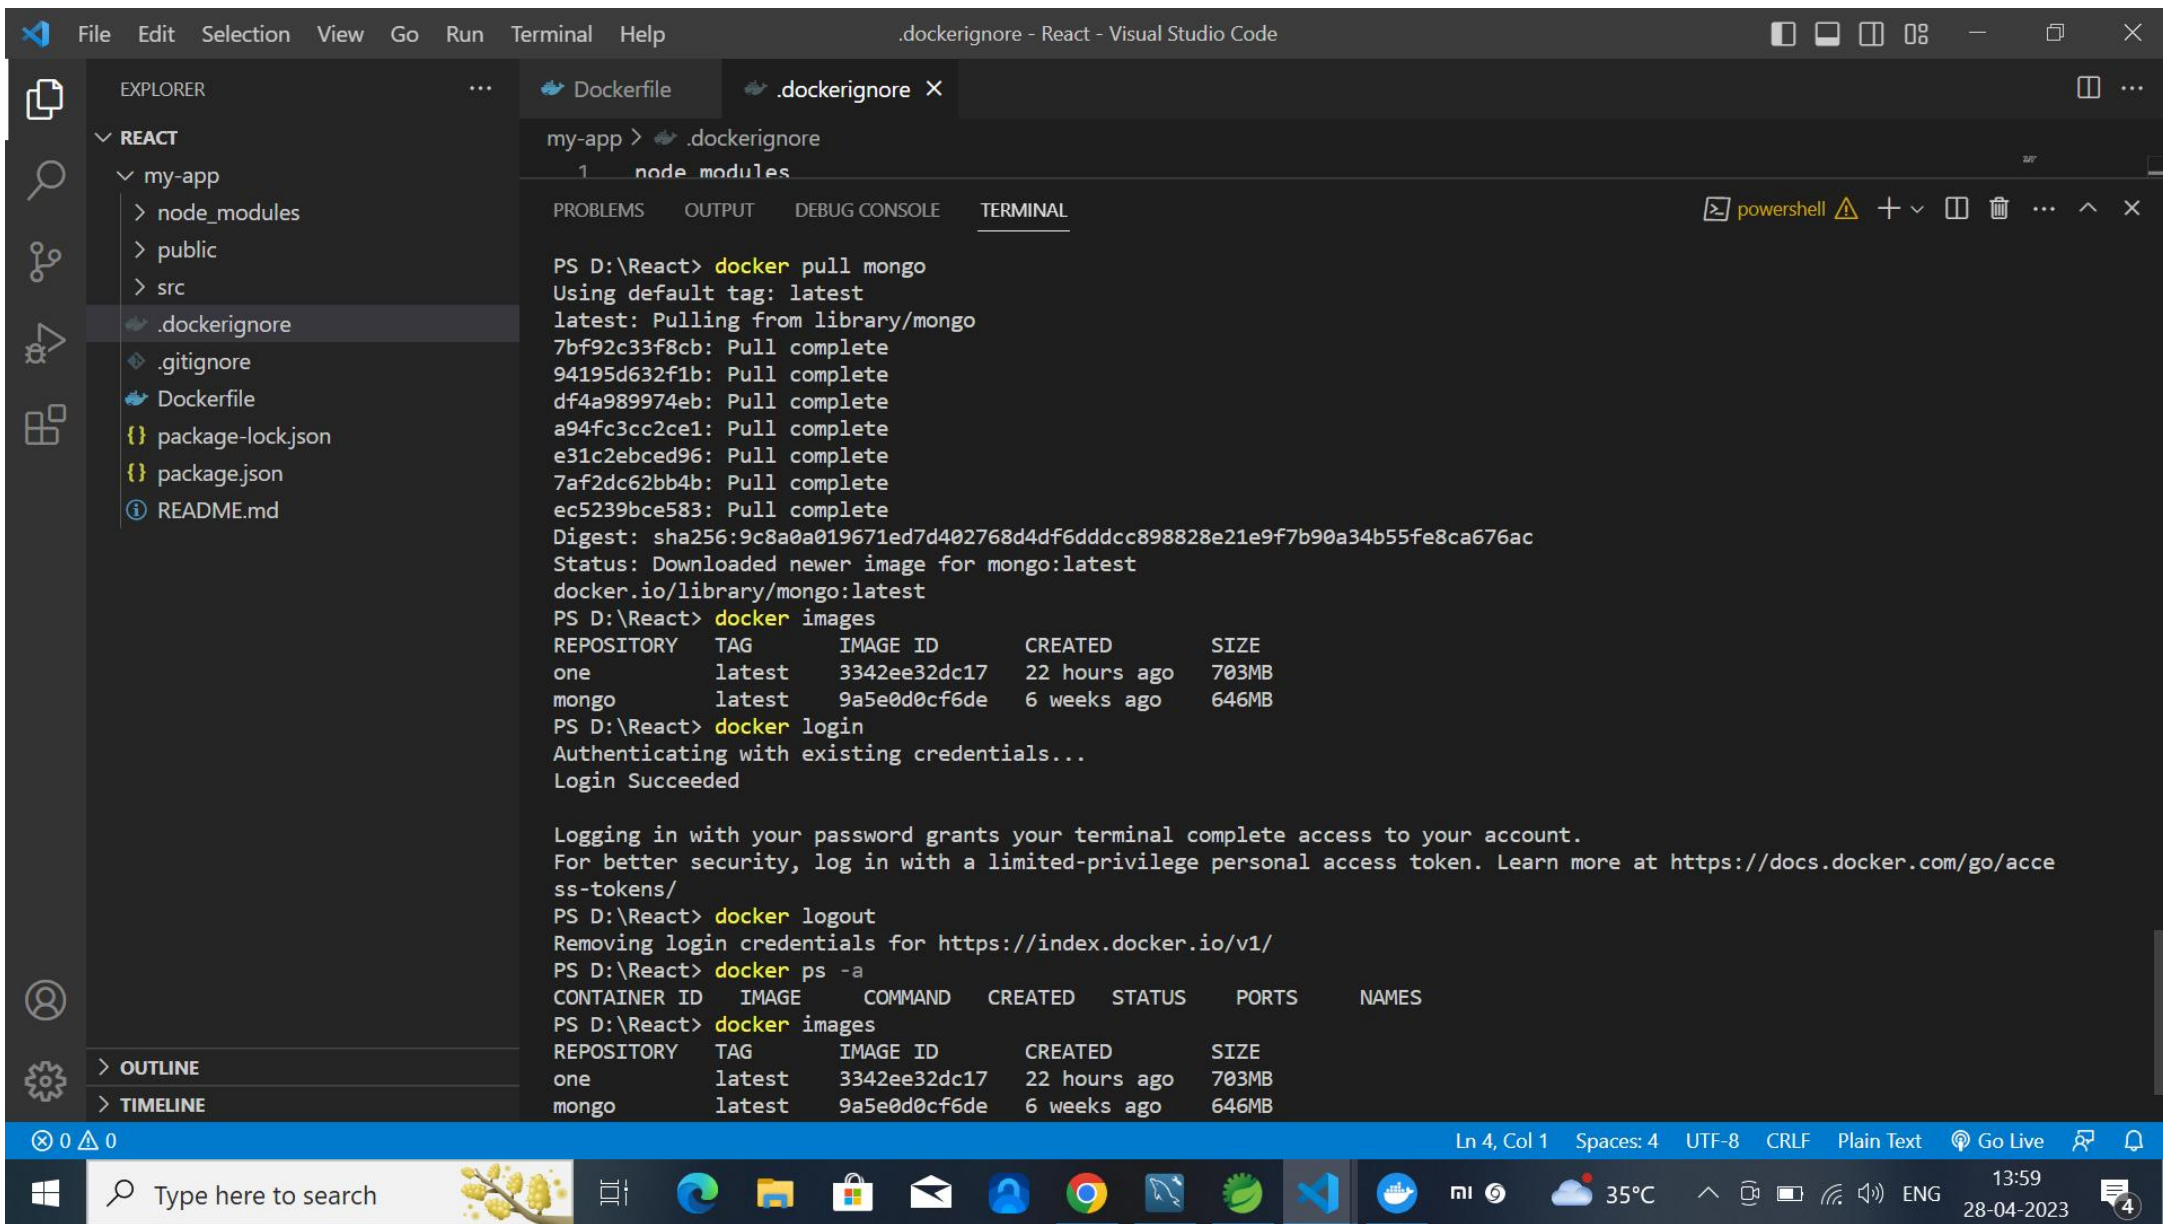 File Edit Selection View Go Run Terminal Help
.dockerignore - React - Visual Studio Code
EXPLORER
REACT
my-app
node_modules
public
src
.dockerignore
.gitignore
Dockerfile
{} package-lock.json
{} package.json
README.md
OUTLINE
TIMELINE
Dockerfile .dockerignore
my-app > .dockerignore
1 node_modules
PROBLEMS OUTPUT DEBUG CONSOLE TERMINAL
powershell
PS D:\React> docker pull mongo
Using default tag: latest
latest: Pulling from library/mongo
7bf92c33f8cb: Pull complete
94195d632f1b: Pull complete
df4a989974eb: Pull complete
a94fc3cc2ce1: Pull complete
e31c2ebced96: Pull complete
7af2dc62bb4b: Pull complete
ec5239bce583: Pull complete
Digest: sha256:9c8a0a019671ed7d402768d4df6dddcc898828e21e9f7b90a34b55fe8ca676ac
Status: Downloaded newer image for mongo:latest
docker.io/library/mongo:latest
PS D:\React> docker images
REPOSITORY TAG IMAGE ID CREATED SIZE
one latest 3342ee32dc17 22 hours ago 703MB
mongo latest 9a5e0d0cf6de 6 weeks ago 646MB
PS D:\React> docker login
Authenticating with existing credentials...
Login Succeeded
Logging in with your password grants your terminal complete access to your account.
For better security, log in with a limited-privilege personal access token. Learn more at https://docs.docker.com/go/acce
ss-tokens/
PS D:\React> docker logout
Removing login credentials for https://index.docker.io/v1/
PS D:\React> docker ps -a
CONTAINER ID IMAGE COMMAND CREATED STATUS PORTS NAMES
PS D:\React> docker images
REPOSITORY TAG IMAGE ID CREATED SIZE
one latest 3342ee32dc17 22 hours ago 703MB
mongo latest 9a5e0d0cf6de 6 weeks ago 646MB
0 0
Ln 4, Col 1 Spaces: 4 UTF-8 CRLF Plain Text Go Live
Type here to search
mi
35°C
ENG
13:59
28-04-2023
4